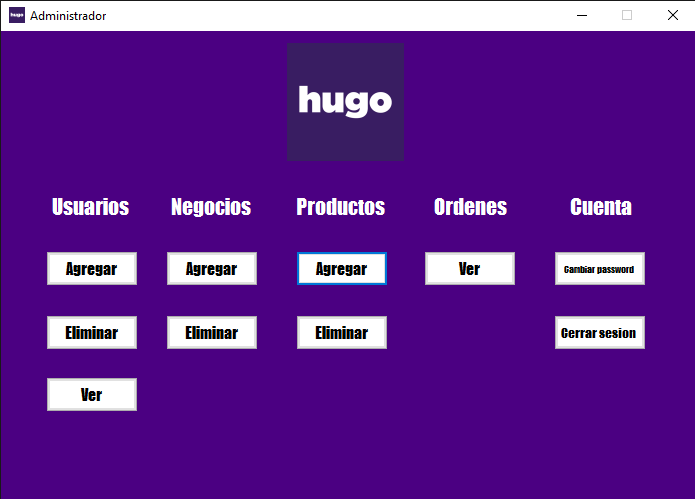 hugo Administrador
hugo
Usuarios Negocios Productos Ordenes Cuenta
Agregar Agregar Agregar Ver Cambiar password
Eliminar Eliminar Eliminar Cerrar sesion
Ver